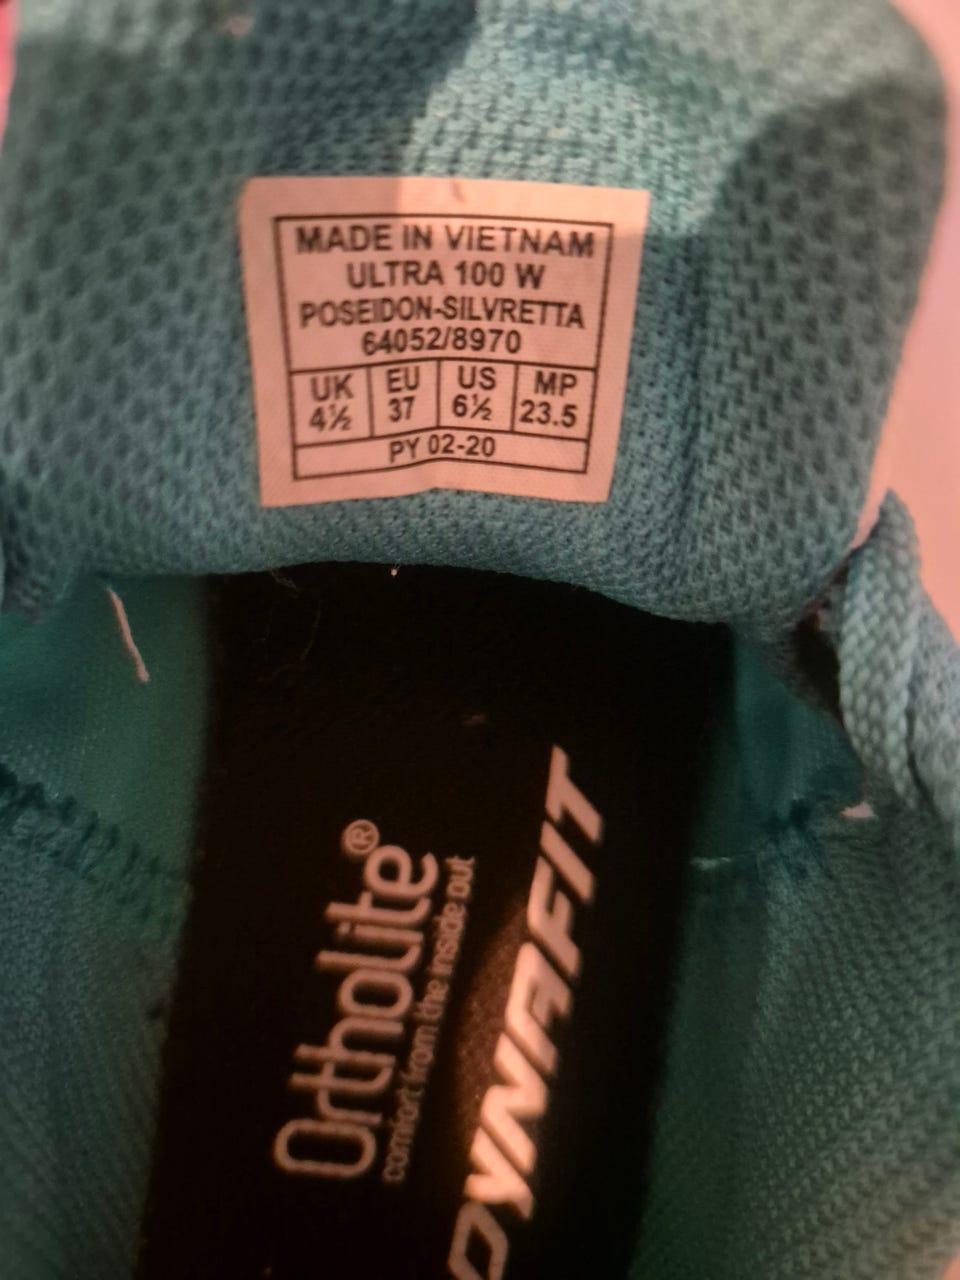 MADE IN VIETNAM
ULTRA 100 W
POSEIDON-SILVRETTA
64052/8970
UK EU US MP
4½ 37 6½ 23.5
PY 02-20
Ortholite®
comfort from the inside out
DYNAFIT